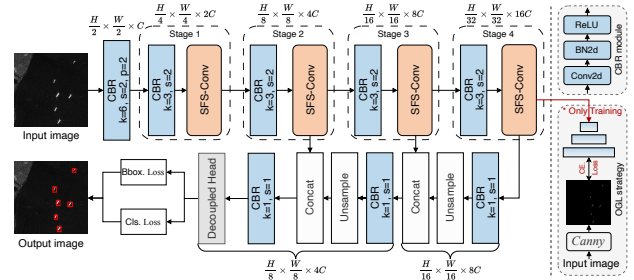 H/2 × W/2 × C
H/4 × W/4 × 2C
H/8 × W/8 × 4C
H/16 × W/16 × 8C
H/32 × W/32 × 16C
Stage 1
Stage 2
Stage 3
Stage 4
Input image
CBR
k=6, s=2, p=2
CBR
k=3, s=2
SFS-Conv
CBR
k=3, s=2
SFS-Conv
CBR
k=3, s=2
SFS-Conv
CBR
k=3, s=2
SFS-Conv
ReLU
BN2d
Conv2d
CBR module
* Only Training
CE Loss
OGL strategy
Canny
Input image
Output image
Bbox. Loss
Cls. Loss
Decoupled Head
CBR
k=1, s=1
Concat
Unsample
CBR
k=1, s=1
Concat
Unsample
CBR
k=1, s=1
H/8 × W/8 × 4C
H/16 × W/16 × 8C